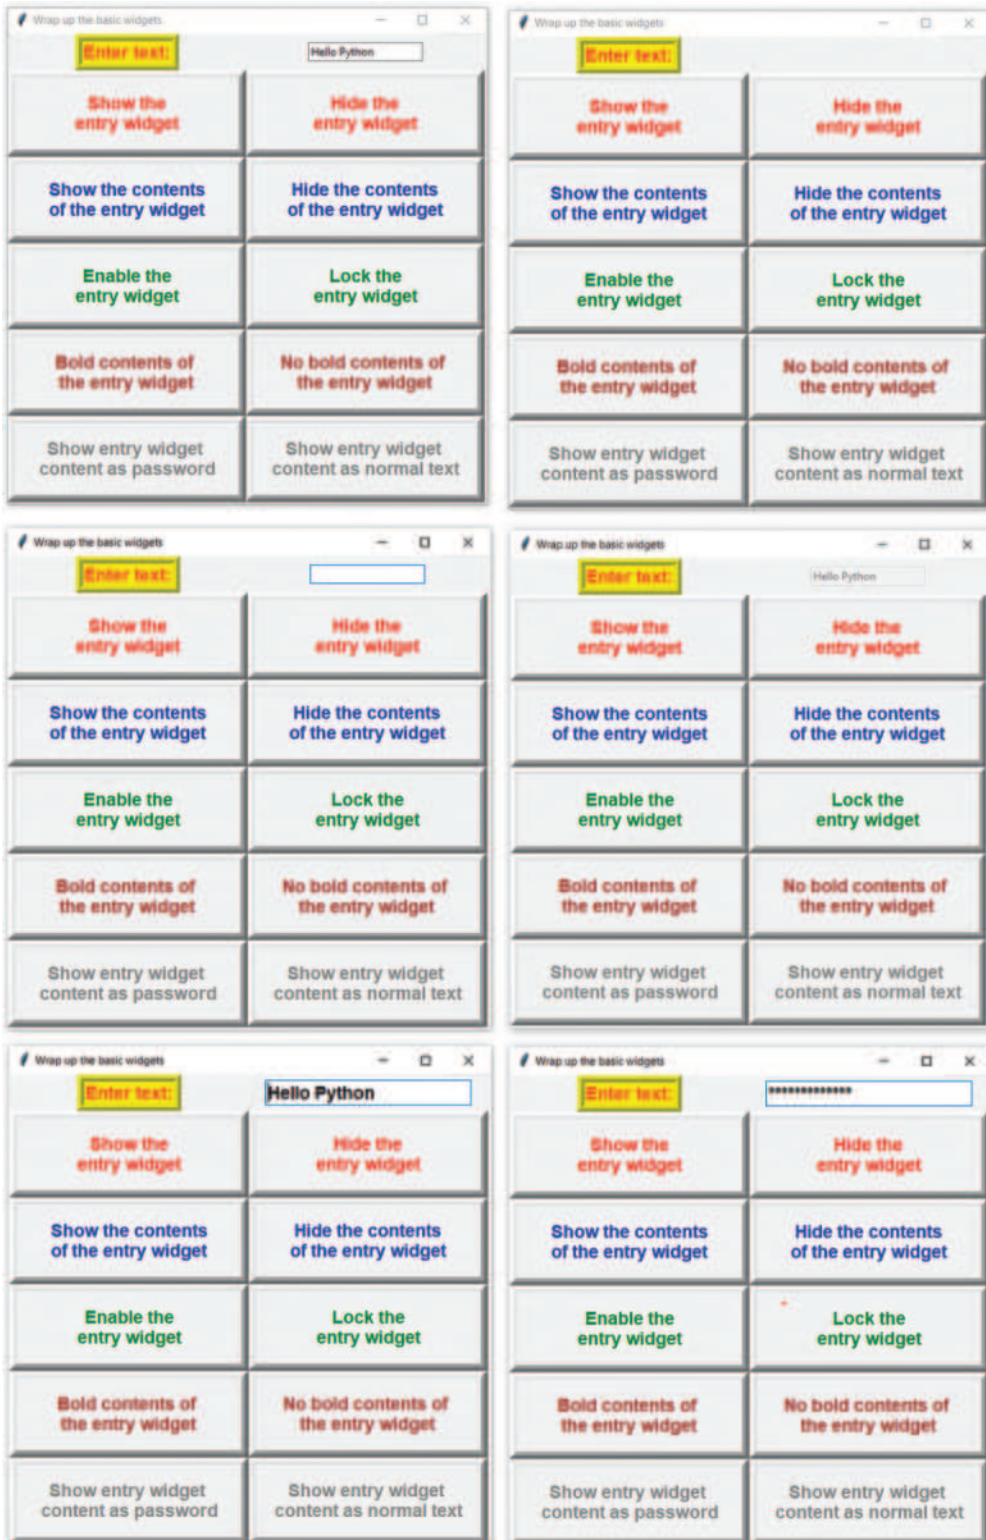 Wrap up the basic widgets
Enter text:
Hello Python
Show the
entry widget
Hide the
entry widget
Show the contents
of the entry widget
Hide the contents
of the entry widget
Enable the
entry widget
Lock the
entry widget
Bold contents of
the entry widget
No bold contents of
the entry widget
Show entry widget
content as password
Show entry widget
content as normal text
Wrap up the basic widgets
Enter text:
Show the
entry widget
Hide the
entry widget
Show the contents
of the entry widget
Hide the contents
of the entry widget
Enable the
entry widget
Lock the
entry widget
Bold contents of
the entry widget
No bold contents of
the entry widget
Show entry widget
content as password
Show entry widget
content as normal text
Wrap up the basic widgets
Enter text:
Show the
entry widget
Hide the
entry widget
Show the contents
of the entry widget
Hide the contents
of the entry widget
Enable the
entry widget
Lock the
entry widget
Bold contents of
the entry widget
No bold contents of
the entry widget
Show entry widget
content as password
Show entry widget
content as normal text
Wrap up the basic widgets
Enter text:
Hello Python
Show the
entry widget
Hide the
entry widget
Show the contents
of the entry widget
Hide the contents
of the entry widget
Enable the
entry widget
Lock the
entry widget
Bold contents of
the entry widget
No bold contents of
the entry widget
Show entry widget
content as password
Show entry widget
content as normal text
Wrap up the basic widgets
Enter text:
Hello Python
Show the
entry widget
Hide the
entry widget
Show the contents
of the entry widget
Hide the contents
of the entry widget
Enable the
entry widget
Lock the
entry widget
Bold contents of
the entry widget
No bold contents of
the entry widget
Show entry widget
content as password
Show entry widget
content as normal text
Wrap up the basic widgets
Enter text:
*************
Show the
entry widget
Hide the
entry widget
Show the contents
of the entry widget
Hide the contents
of the entry widget
Enable the
entry widget
Lock the
entry widget
Bold contents of
the entry widget
No bold contents of
the entry widget
Show entry widget
content as password
Show entry widget
content as normal text